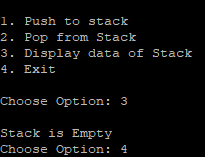 1. Push to stack
2. Pop from Stack
3. Display data of Stack
4. Exit
Choose Option: 3
Stack is Empty
Choose Option: 4